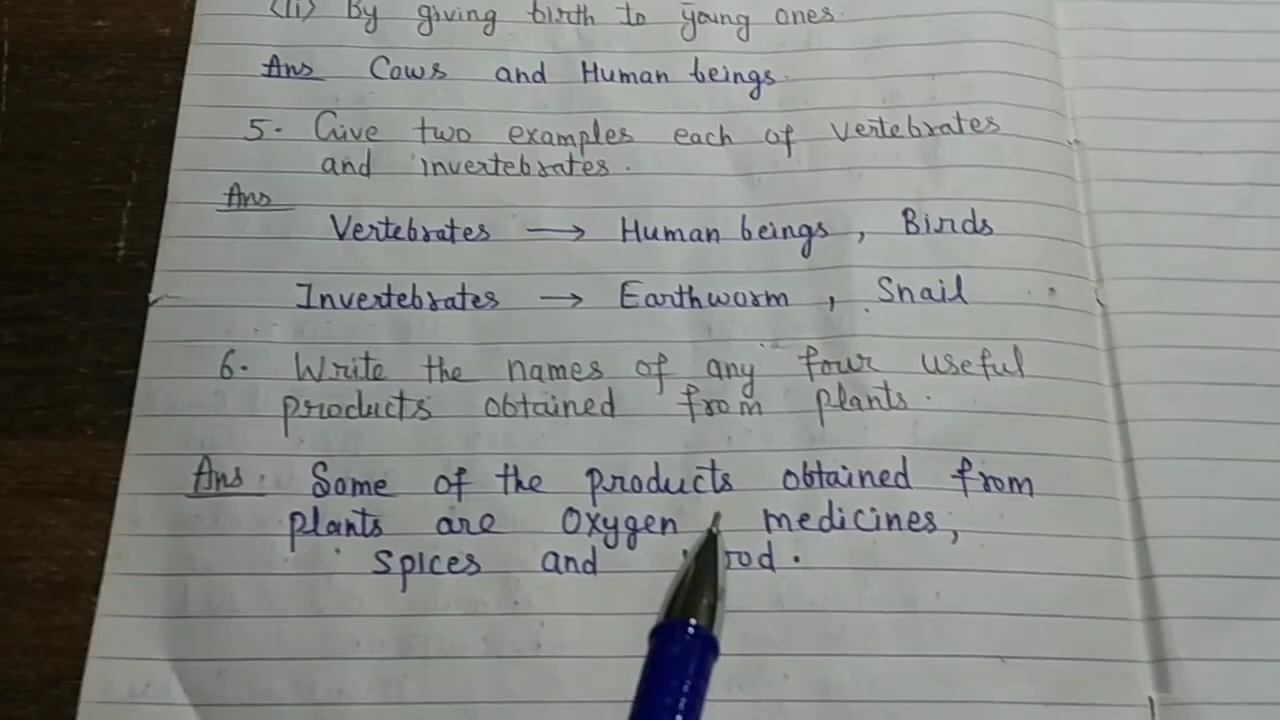 (ii) By giving birth to young ones.
Ans Cows and Human beings.
5. Give two examples each of vertebrates
and invertebrates.
Ans
Vertebrates → Human beings, Birds
Invertebrates → Earthworm, Snail
6. Write the names of any four useful
products obtained from plants.
Ans. Some of the products obtained from
plants are Oxygen medicines,
Spices and